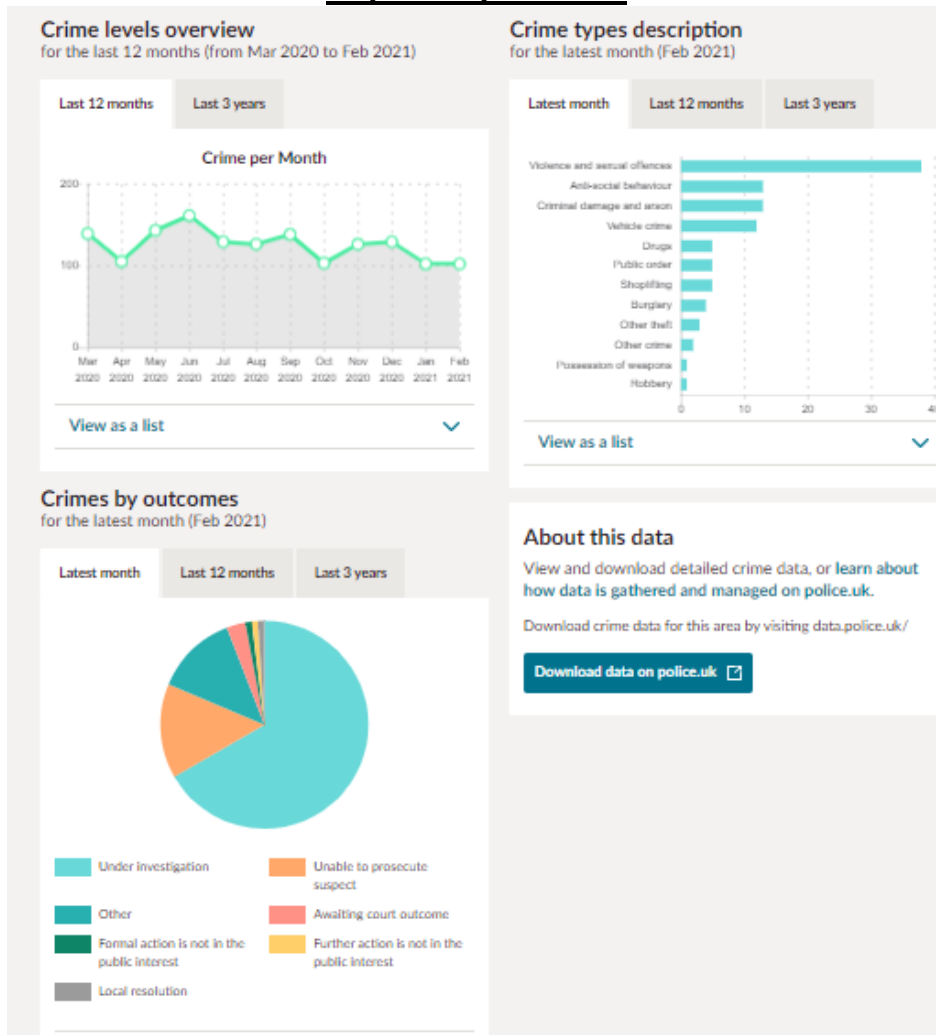 Crime levels overview
for the last 12 months (from Mar 2020 to Feb 2021)
Last 12 months
Last 3 years
Crime per Month
200
100
0
Mar 2020
Apr 2020
May 2020
Jun 2020
Jul 2020
Aug 2020
Sep 2020
Oct 2020
Nov 2020
Dec 2020
Jan 2021
Feb 2021
View as a list
Crime types description
for the latest month (Feb 2021)
Latest month
Last 12 months
Last 3 years
Violence and sexual offences
Anti-social behaviour
Criminal damage and arson
Vehicle crime
Drugs
Public order
Shoplifting
Burglary
Other theft
Other crime
Possession of weapons
Robbery
0
10
20
30
View as a list
Crimes by outcomes
for the latest month (Feb 2021)
Latest month
Last 12 months
Last 3 years
Under investigation
Unable to prosecute
suspect
Other
Awaiting court outcome
Formal action is not in the
public interest
Further action is not in the
public interest
Local resolution
About this data
View and download detailed crime data, or learn about
how data is gathered and managed on police.uk.
Download crime data for this area by visiting data.police.uk/
Download data on police.uk